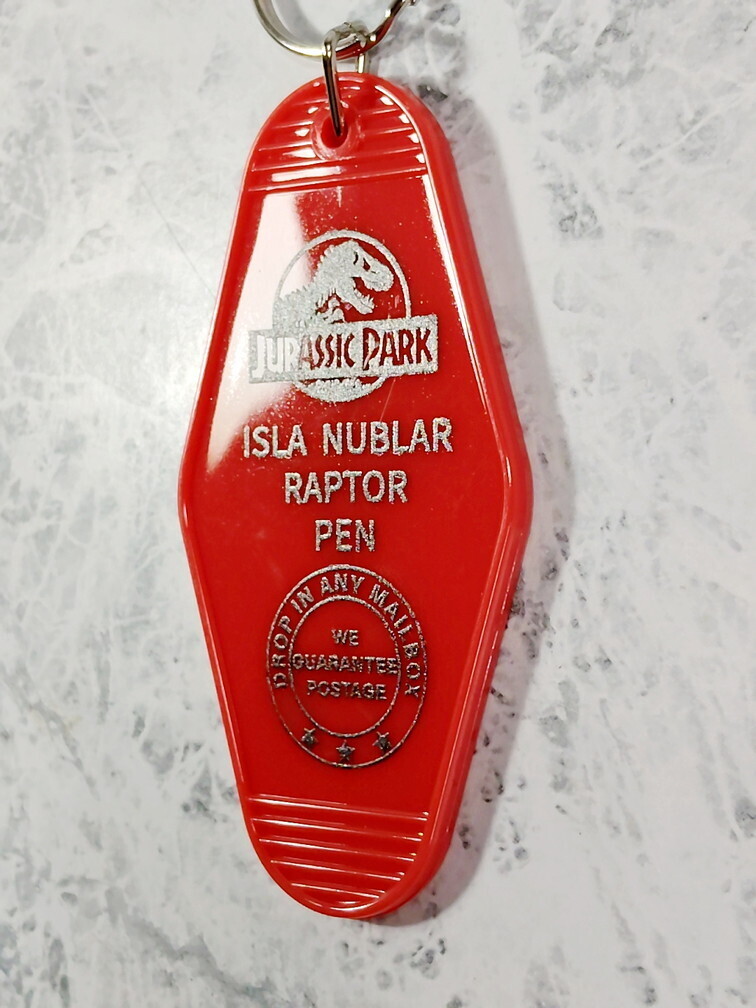 JURASSIC PARK
ISLA NUBLAR
RAPTOR
PEN
DROP IN ANY MAILBOX
WE
GUARANTEE
POSTAGE